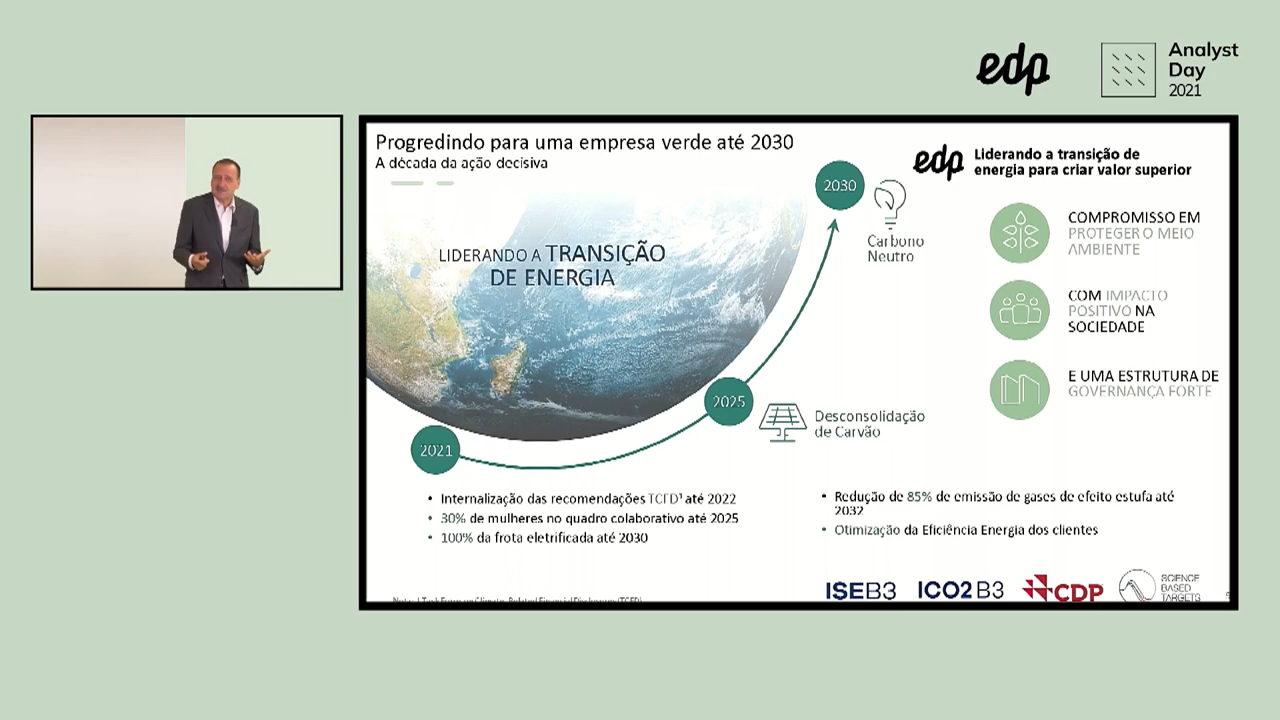 edp
Analyst
Day
2021
Progredindo para uma empresa verde até 2030
A década da ação decisiva
edp
Liderando a transição de
energia para criar valor superior
LIDERANDO A TRANSIÇÃO
DE ENERGIA
2030
Carbono
Neutro
COMPROMISSO EM
PROTEGER O MEIO
AMBIENTE
COM IMPACTO
POSITIVO NA
SOCIEDADE
E UMA ESTRUTURA DE
GOVERNANÇA FORTE
2025
Desconsolidação
de Carvão
2021
• Internalização das recomendações TCFD¹ até 2022
• 30% de mulheres no quadro colaborativo até 2025
• 100% da frota eletrificada até 2030
• Redução de 85% de emissão de gases de efeito estufa até
2032
• Otimização da Eficiência Energia dos clientes
ISEB3
ICO2 B3
CDP
SCIENCE
BASED
TARGETS